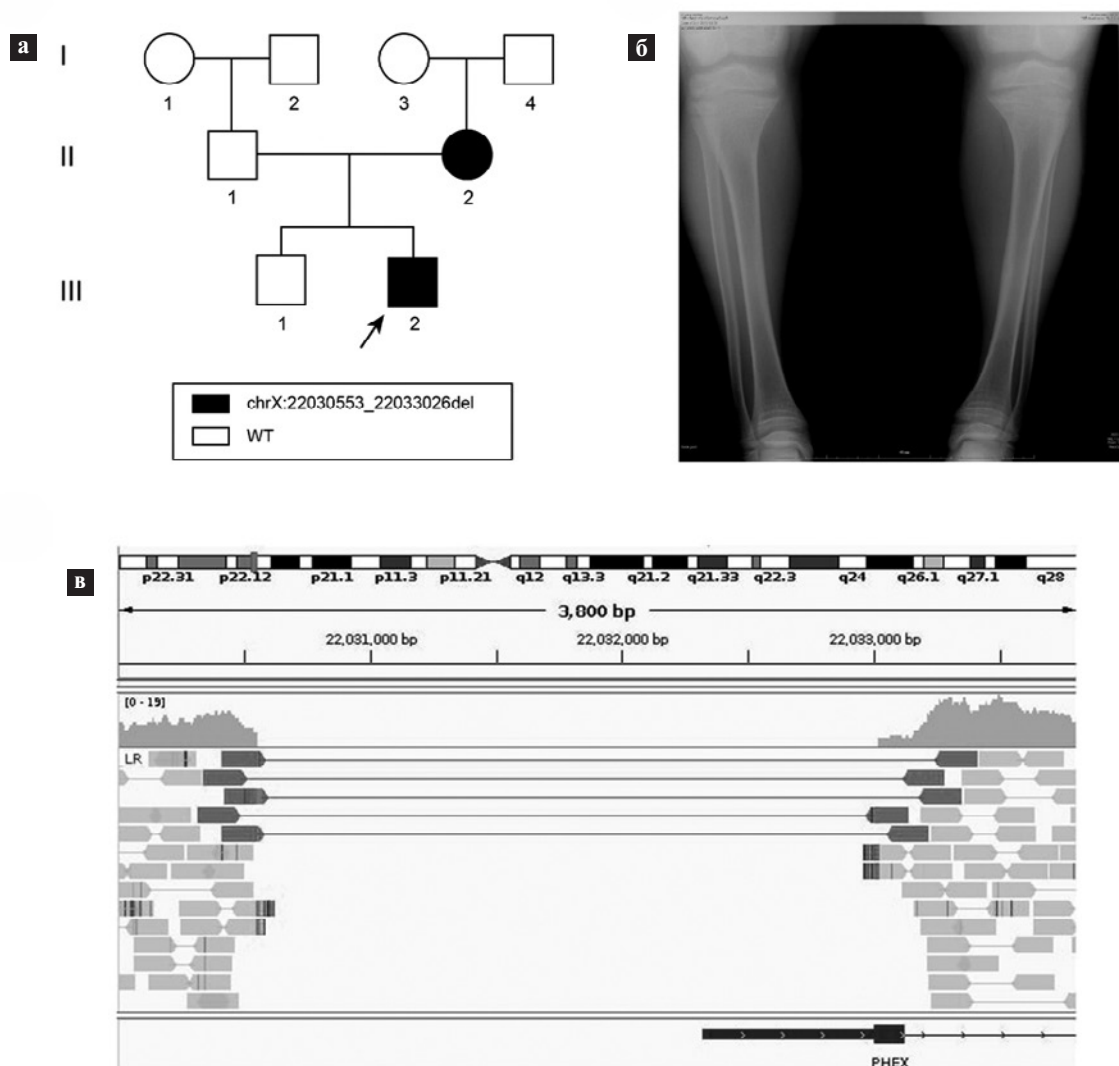 а
I
1
2
3
4
II
1
2
III
1
2
chrX:22030553_22033026del
WT
б
в
p22.31 p22.12 p21.1 p11.3 p11.21 q12 q13.3 q21.1 q21.2 q21.33 q22.3 q24 q26.1 q27.1 q28
3,800 bp
22,031,000 bp 22,032,000 bp 22,033,000 bp
[0 - 19]
LR
PHEX